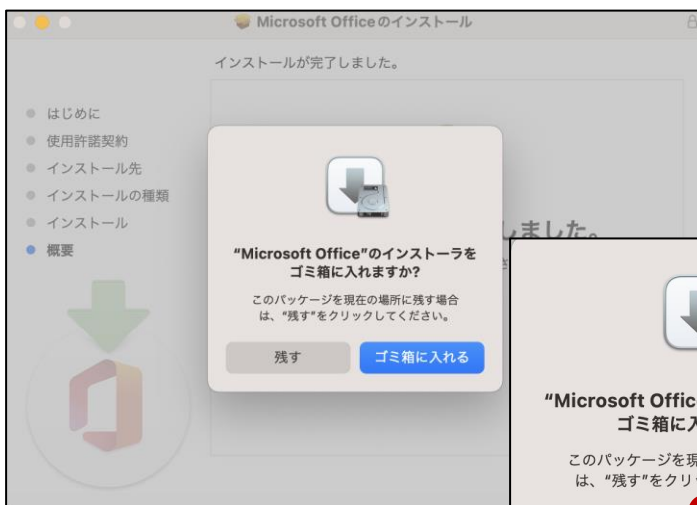 Microsoft Officeのインストール
インストールが完了しました。
はじめに
使用許諾契約
インストール先
インストールの種類
インストール
概要
しました。
“Microsoft Office”のインストーラを
ゴミ箱に入れますか?
このパッケージを現在の場所に残す場合
は、“残す”をクリックしてください。
残す
ゴミ箱に入れる
“Microsoft Offic
ゴミ箱に入
このパッケージを現
は、“残す”をクリ